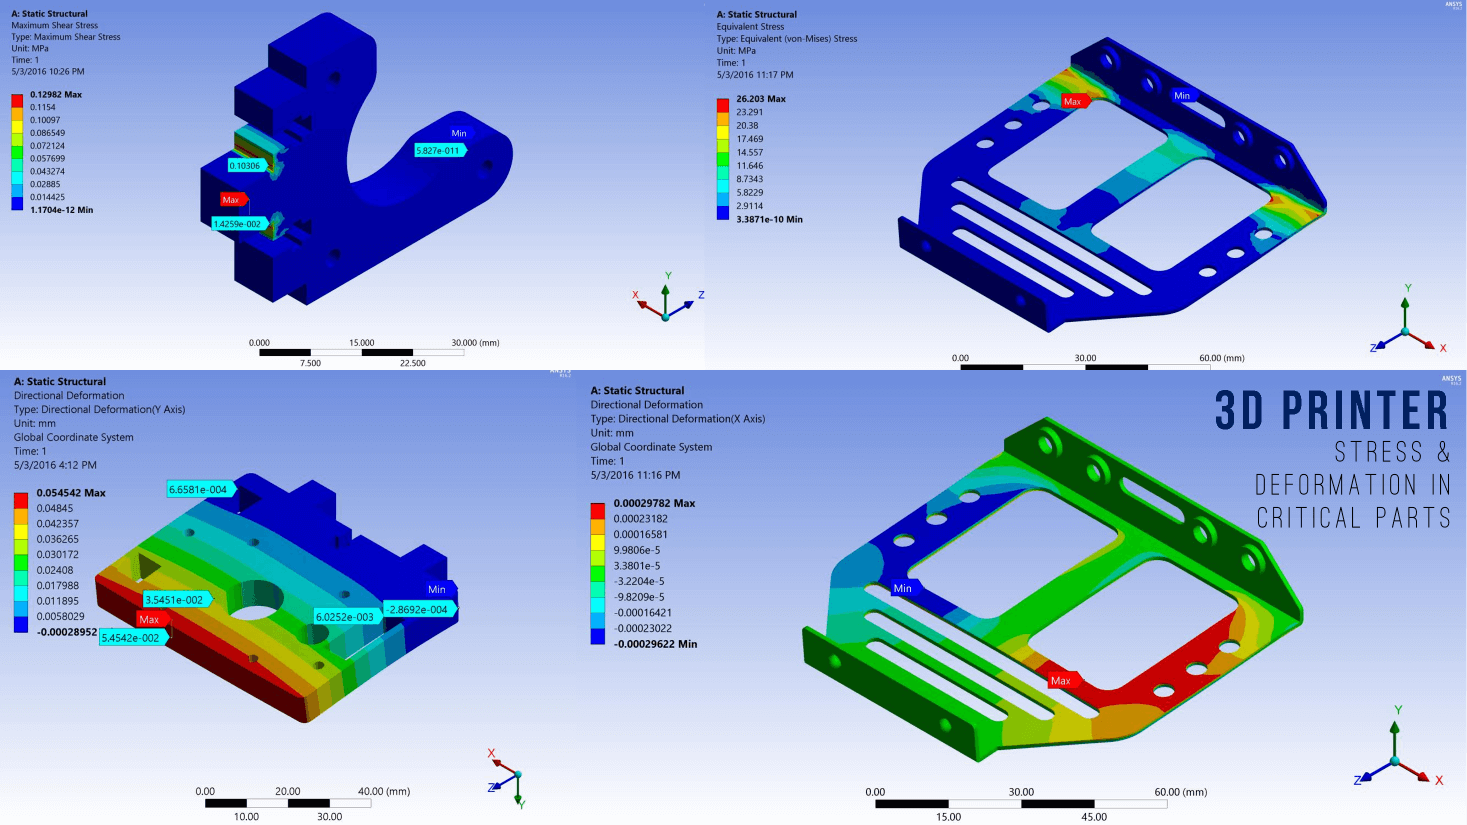 A: Static Structural
Maximum Shear Stress
Type: Maximum Shear Stress
Unit: MPa
Time: 1
5/3/2016 10:26 PM
0.12982 Max
0.1154
0.10097
0.086549
0.072124
0.057699
0.043274
0.02885
0.014425
1.1704e-12 Min
0.10306
Max
1.4259e-002
Min
5.827e-011
Y
X
Z
0.000
15.000
30.000 (mm)
7.500
22.500
ANSYS
A: Static Structural
Equivalent Stress
Type: Equivalent (von-Mises) Stress
Unit: MPa
Time: 1
5/3/2016 11:17 PM
26.203 Max
23.291
20.38
17.469
14.557
11.646
8.7343
5.8229
2.9114
3.3871e-10 Min
Max
Min
Y
Z
X
0.00
30.00
60.00 (mm)
A: Static Structural
Directional Deformation
Type: Directional Deformation(Y Axis)
Unit: mm
Global Coordinate System
Time: 1
5/3/2016 4:12 PM
0.054542 Max
0.04845
0.042357
0.036265
0.030172
0.02408
0.017988
0.011895
0.0058029
-0.00028952
6.6581e-004
3.5451e-002
Max
5.4542e-002
6.0252e-003
Min
-2.8692e-004
X
Z
Y
0.00
20.00
40.00 (mm)
10.00
30.00
A: Static Structural
Directional Deformation
Type: Directional Deformation(X Axis)
Unit: mm
Global Coordinate System
Time: 1
5/3/2016 11:16 PM
0.00029782 Max
0.00023182
0.00016581
9.9806e-5
3.3801e-5
-3.2204e-5
-9.8209e-5
-0.00016421
-0.00023022
-0.00029622 Min
Min
Max
ANSYS
3D PRINTER
STRESS &
DEFORMATION IN
CRITICAL PARTS
Y
Z
X
0.00
30.00
60.00 (mm)
15.00
45.00